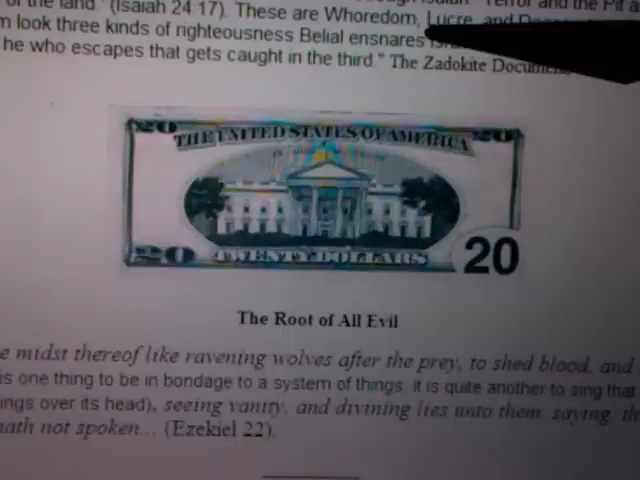 of the land." (Isaiah 24 17). These are Whoredom, Lucre, and
m look three kinds of righteousness Belial ensnares
he who escapes that gets caught in the third." The Zadokite
20 20
THE UNITED STATES OF AMERICA
20 TWENTY DOLLARS 20
The Root of All Evil
e midst thereof like ravening wolves after the prey, to shed blood, and
is one thing to be in bondage to a system of things it is quite another to sing that
ings over its head), seeing vanity, and divining lies unto them, saying,
hath not spoken... (Ezekiel 22).